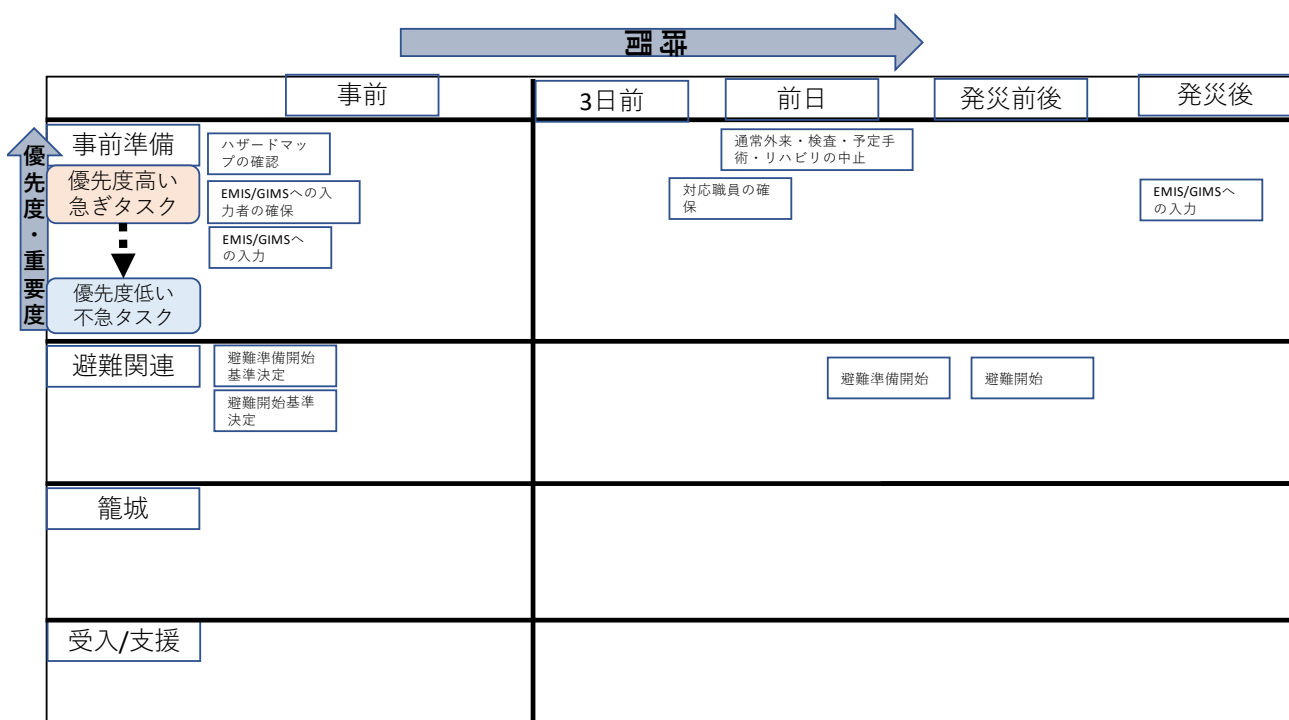 時間
事前
3日前
前日
発災前後
発災後
優先度・重要度
事前準備
優先度高い
急ぎタスク
優先度低い
不急タスク
ハザードマッ
プの確認
EMIS/GIMSへの入
力者の確保
EMIS/GIMSへ
の入力
通常外来・検査・予定手
術・リハビリの中止
対応職員の確
保
EMIS/GIMSへ
の入力
避難関連
避難準備開始
基準決定
避難開始基準
決定
避難準備開始
避難開始
籠城
受入/支援